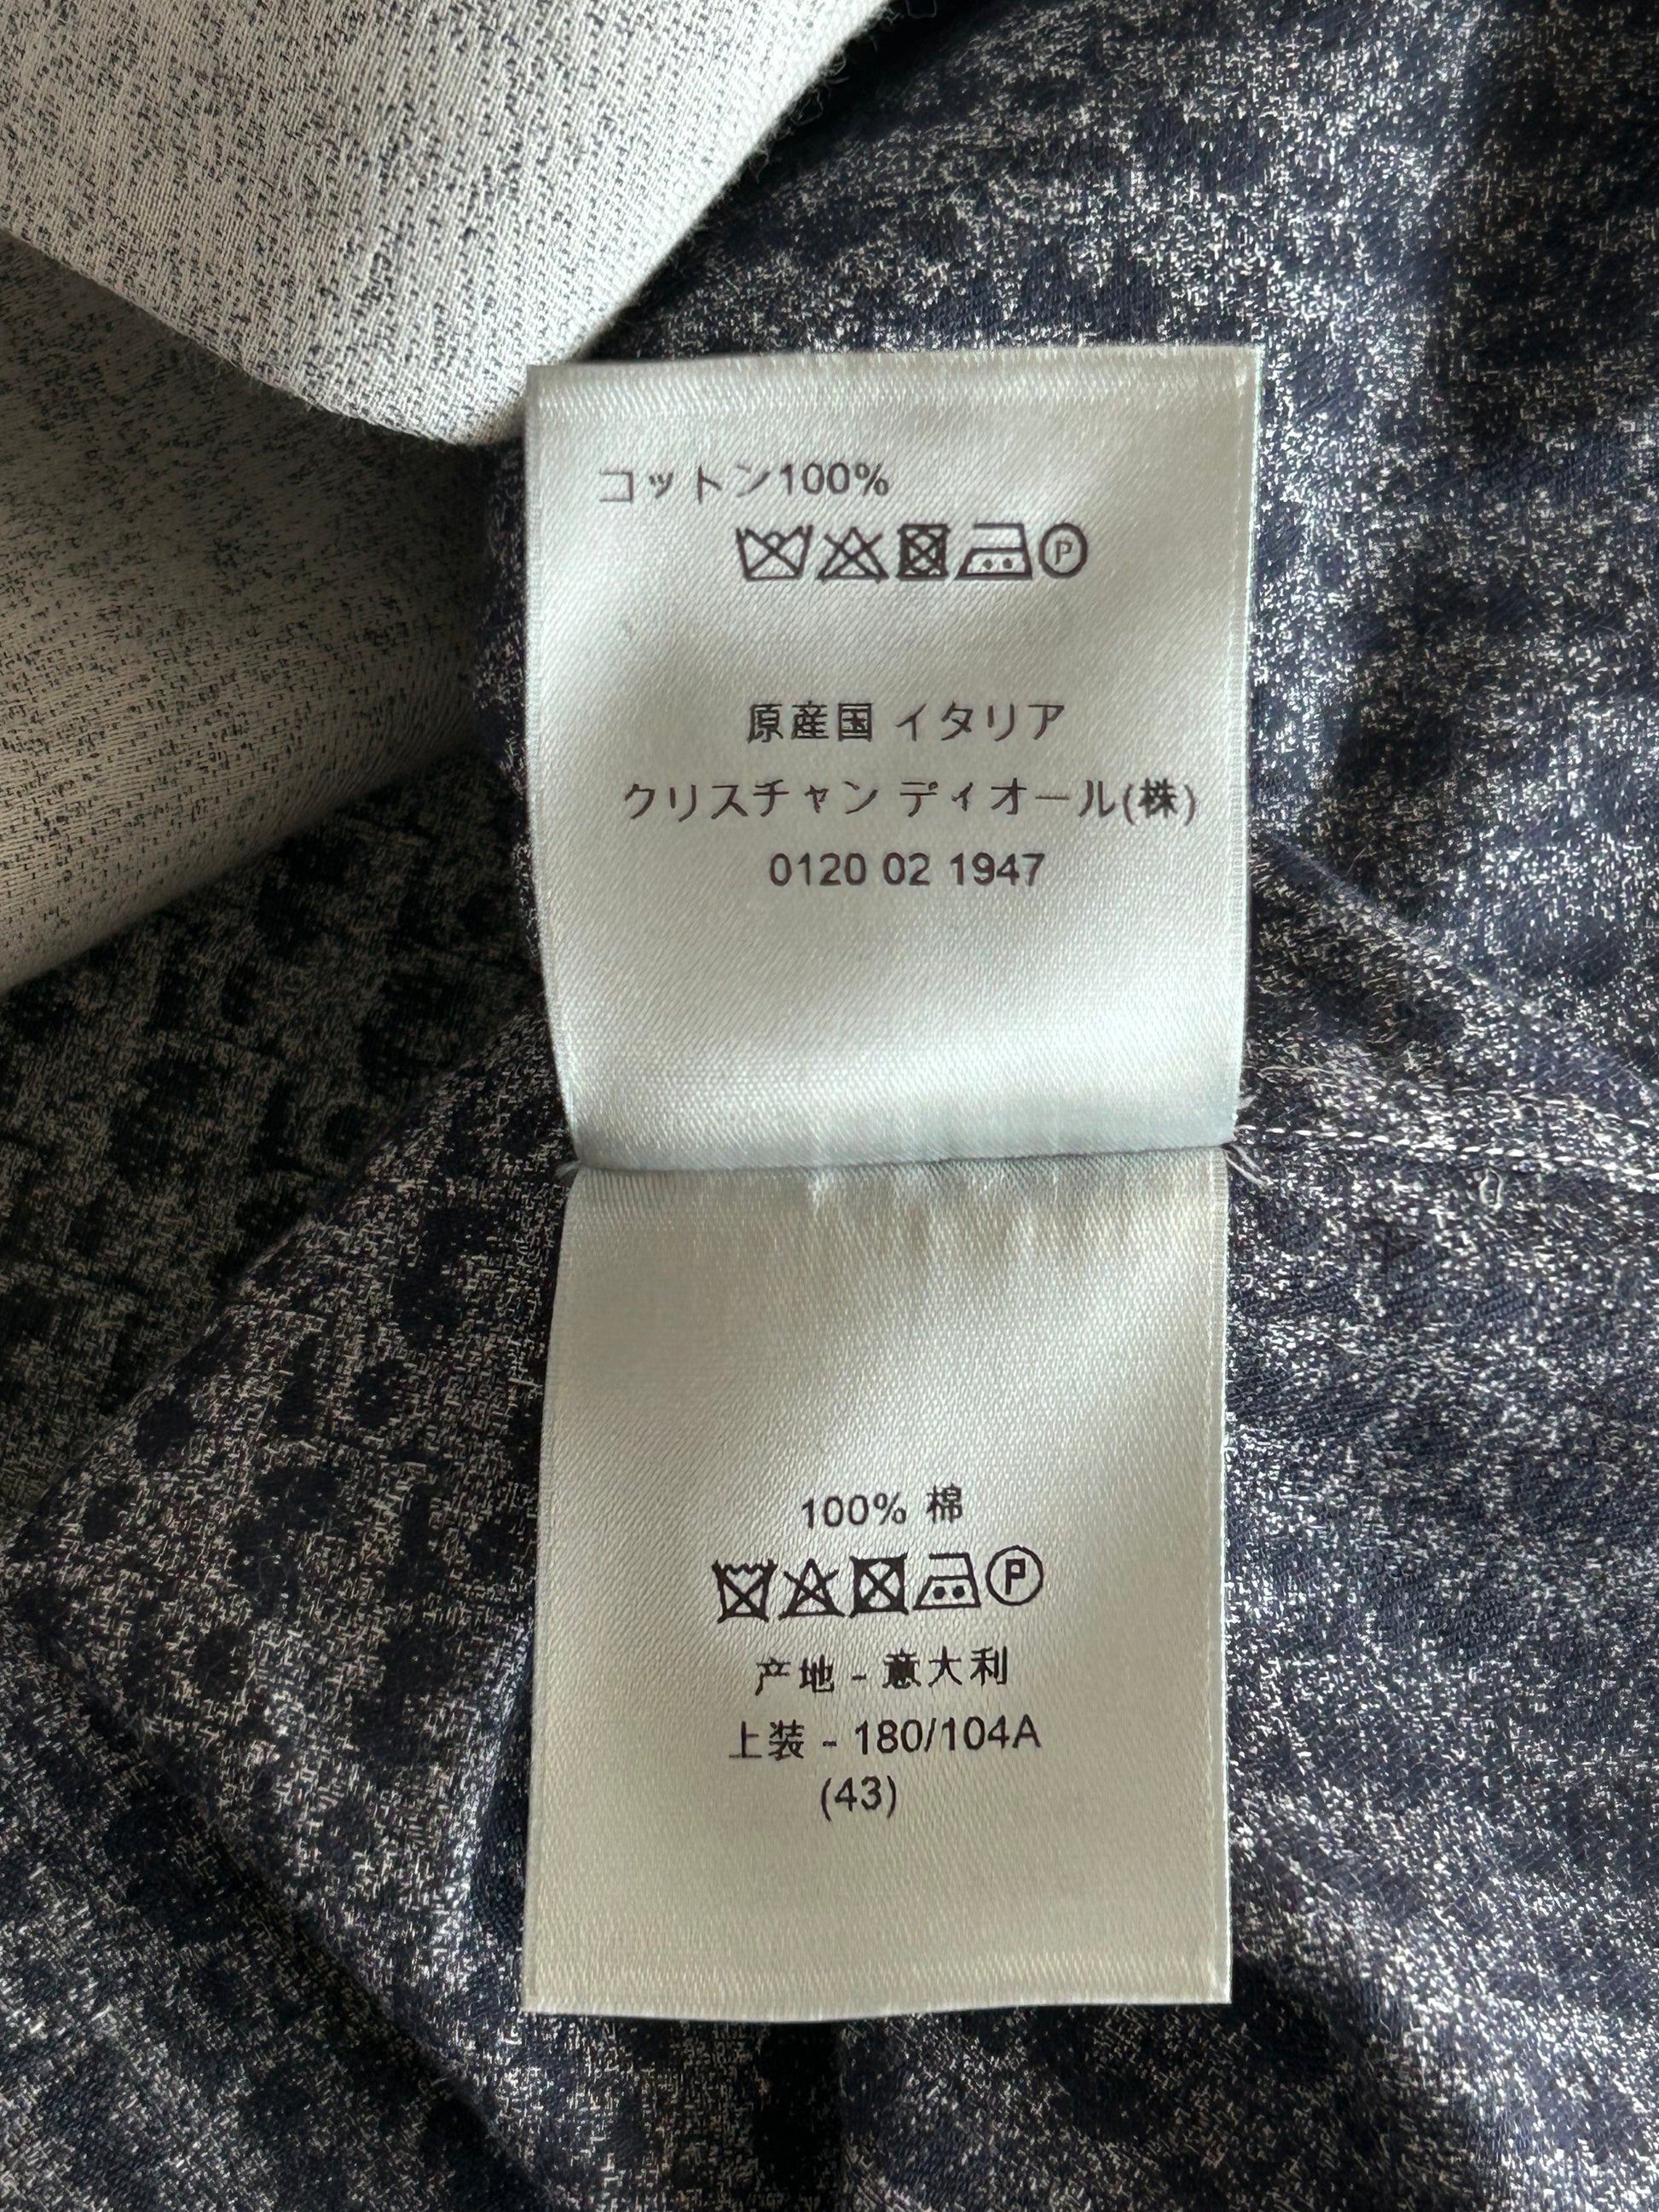 コットン100%
P
原産国 イタリア
クリスチャン ディオール(株)
0120 02 1947
100% 棉
P
产地 - 意大利
上装 - 180/104A
(43)